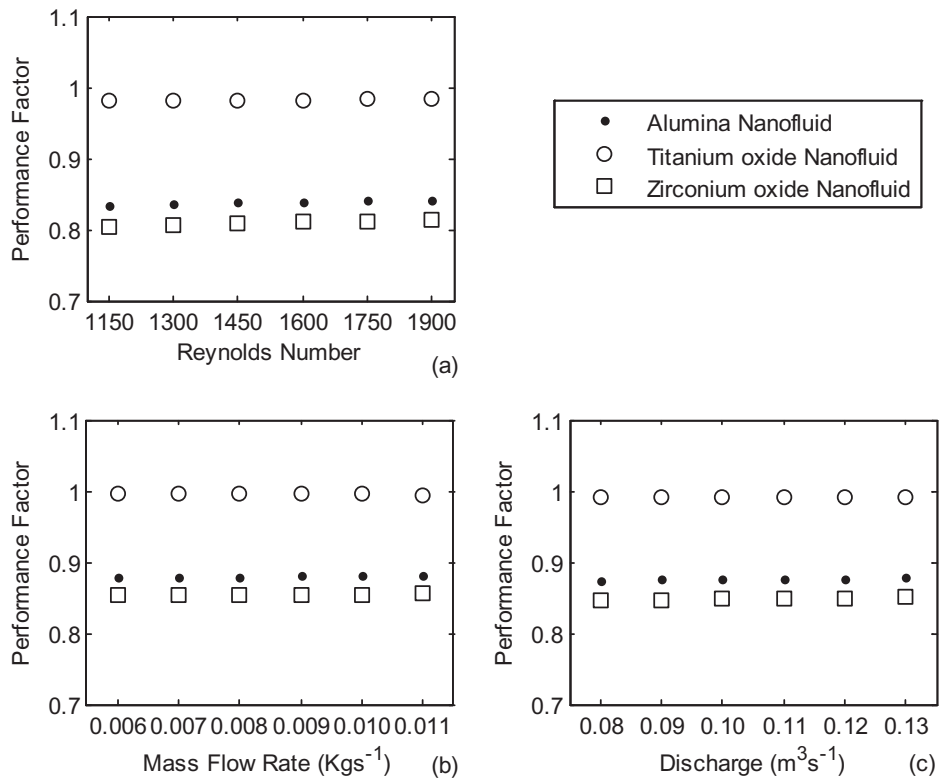 1.1
1
0.9
0.8
0.7
Performance Factor
1150 1300 1450 1600 1750 1900
Reynolds Number
(a)
Alumina Nanofluid
Titanium oxide Nanofluid
Zirconium oxide Nanofluid
1.1
1
0.9
0.8
0.7
Performance Factor
0.006 0.007 0.008 0.009 0.010 0.011
Mass Flow Rate (Kgs⁻¹)
(b)
1.1
1
0.9
0.8
0.7
Performance Factor
0.08 0.09 0.10 0.11 0.12 0.13
Discharge (m³s⁻¹)
(c)